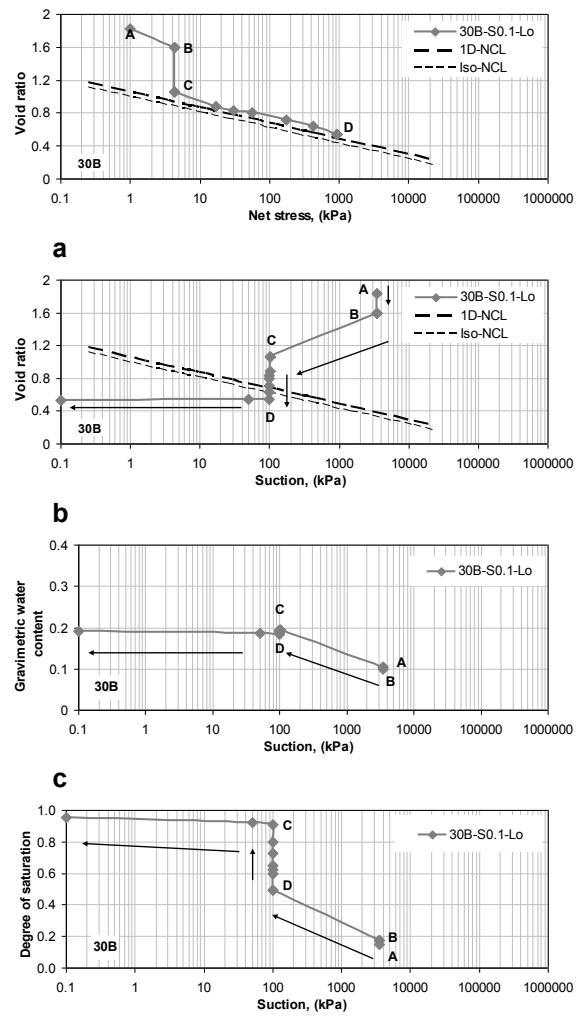 2
1.6
1.2
0.8
0.4
0
Void ratio
A
B
C
D
30B-S0.1-Lo
1D-NCL
Iso-NCL
30B
0.1 1 10 100 1000 10000 100000 1000000
Net stress, (kPa)
a
2
1.6
1.2
0.8
0.4
0
Void ratio
A
B
C
D
30B-S0.1-Lo
1D-NCL
Iso-NCL
30B
0.1 1 10 100 1000 10000 100000 1000000
Suction, (kPa)
b
0.4
0.3
0.2
0.1
0
Gravimetric water
content
C
D
A
B
30B-S0.1-Lo
30B
0.1 1 10 100 1000 10000 100000 1000000
Suction, (kPa)
c
1.0
0.8
0.6
0.4
0.2
0.0
Degree of saturation
C
D
B
A
30B-S0.1-Lo
30B
0.1 1 10 100 1000 10000 100000 1000000
Suction, (kPa)